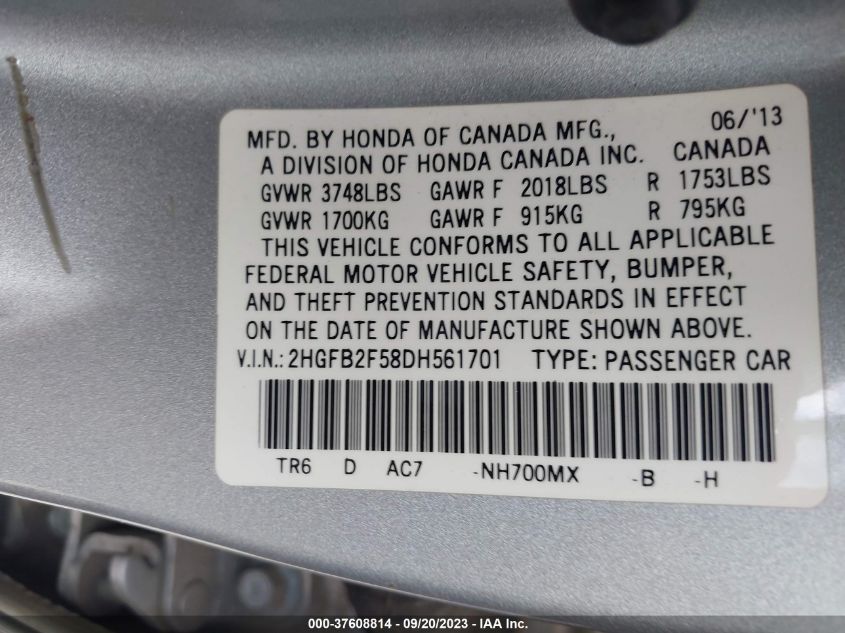 06/'13
MFD. BY HONDA OF CANADA MFG.,
A DIVISION OF HONDA CANADA INC. CANADA
GVWR 3748LBS GAWR F 2018LBS R 1753LBS
GVWR 1700KG GAWR F 915KG R 795KG
THIS VEHICLE CONFORMS TO ALL APPLICABLE
FEDERAL MOTOR VEHICLE SAFETY, BUMPER,
AND THEFT PREVENTION STANDARDS IN EFFECT
ON THE DATE OF MANUFACTURE SHOWN ABOVE.
V.I.N.: 2HGFB2F58DH561701 TYPE: PASSENGER CAR
TR6 D AC7 -NH700MX -B -H
000-37608814 - 09/20/2023 - IAA Inc.